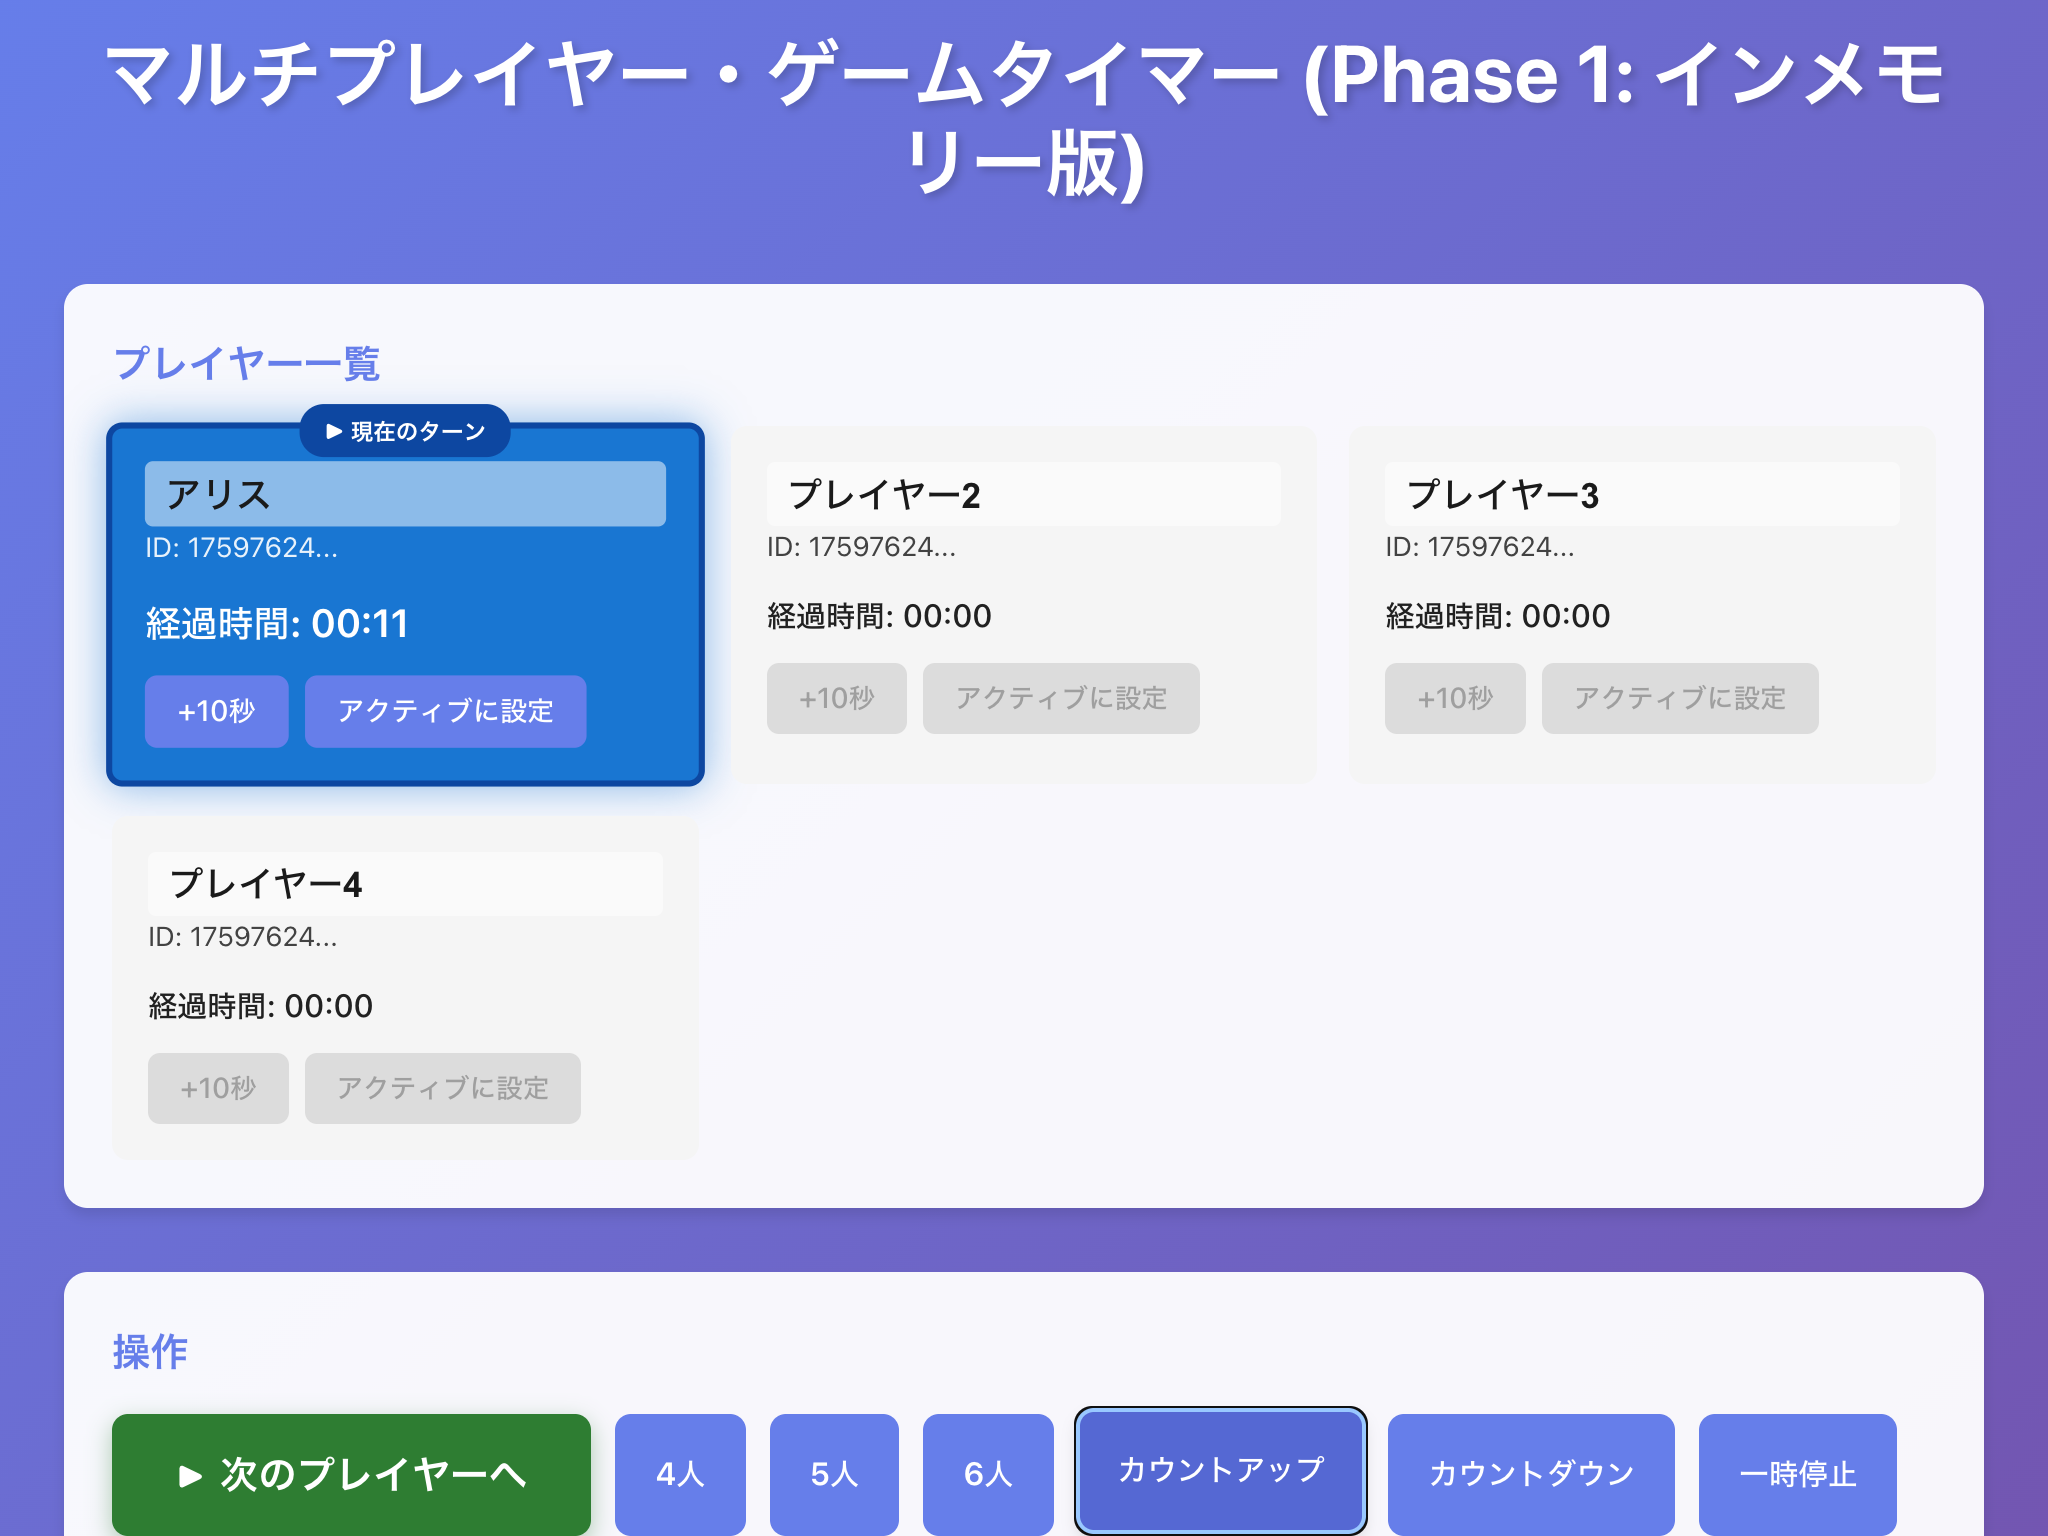 マルチプレイヤー・ゲームタイマー (Phase 1: インメモ
リー版)
プレイヤー一覧
▶ 現在のターン
アリス
ID: 17597624...
経過時間: 00:11
+10秒
アクティブに設定
プレイヤー2
ID: 17597624...
経過時間: 00:00
+10秒
アクティブに設定
プレイヤー3
ID: 17597624...
経過時間: 00:00
+10秒
アクティブに設定
プレイヤー4
ID: 17597624...
経過時間: 00:00
+10秒
アクティブに設定
操作
▶ 次のプレイヤーへ
4人
5人
6人
カウントアップ
カウントダウン
一時停止